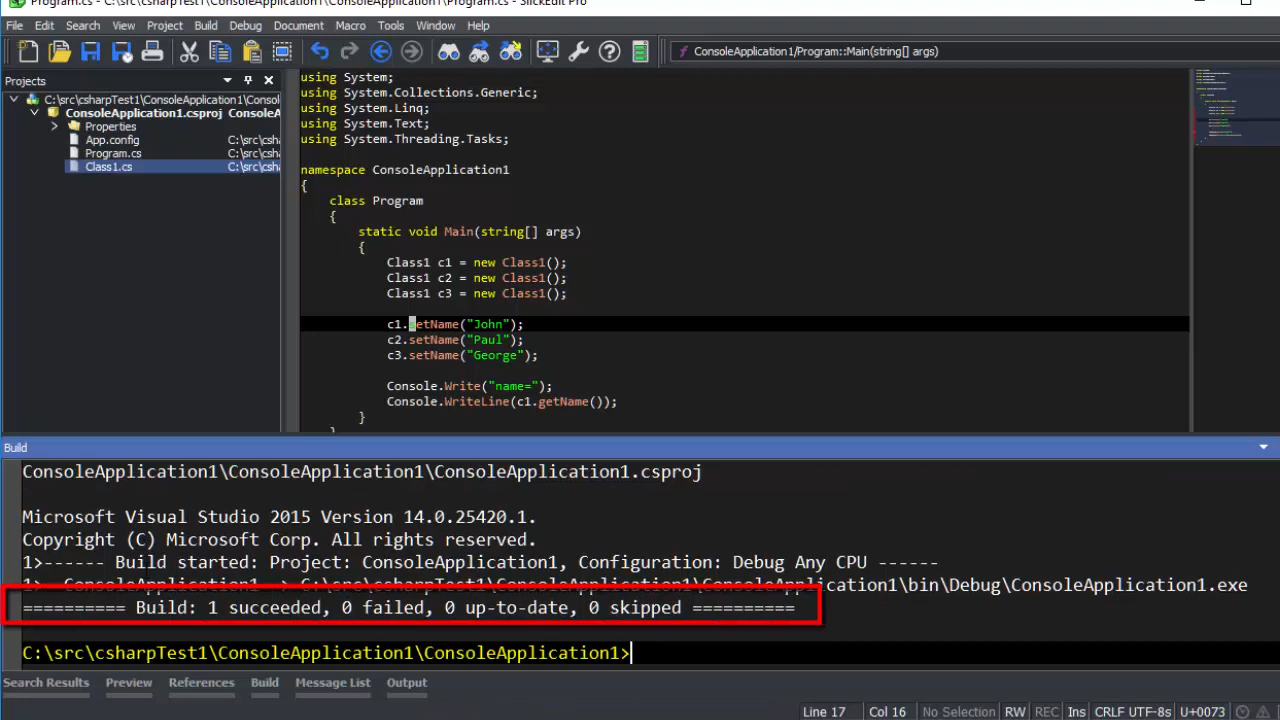 Program.cs - C:\src\csharpTest1\ConsoleApplication1\ConsoleApplication1\Program.cs - SlickEdit Pro
File Edit Search View Project Build Debug Document Macro Tools Window Help
ConsoleApplication1/Program::Main(string[] args)
Projects
C:\src\csharpTest1\ConsoleApplication1\Consol
ConsoleApplication1.csproj ConsoleA
Properties
App.config C:\src\csha
Program.cs C:\src\csha
Class1.cs C:\src\csha
using System;
using System.Collections.Generic;
using System.Linq;
using System.Text;
using System.Threading.Tasks;
namespace ConsoleApplication1
{
class Program
{
static void Main(string[] args)
{
Class1 c1 = new Class1();
Class1 c2 = new Class1();
Class1 c3 = new Class1();
c1.setName("John");
c2.setName("Paul");
c3.setName("George");
Console.Write("name=");
Console.WriteLine(c1.getName());
}
}
Build
ConsoleApplication1\ConsoleApplication1\ConsoleApplication1.csproj
Microsoft Visual Studio 2015 Version 14.0.25420.1.
Copyright (C) Microsoft Corp. All rights reserved.
1>------ Build started: Project: ConsoleApplication1, Configuration: Debug Any CPU ------
1> ConsoleApplication1 -> C:\src\csharpTest1\ConsoleApplication1\ConsoleApplication1\bin\Debug\ConsoleApplication1.exe
========== Build: 1 succeeded, 0 failed, 0 up-to-date, 0 skipped ==========
C:\src\csharpTest1\ConsoleApplication1\ConsoleApplication1>
Search Results Preview References Build Message List Output
Line 17 Col 16 No Selection RW REC Ins CRLF UTF-8s U+0073